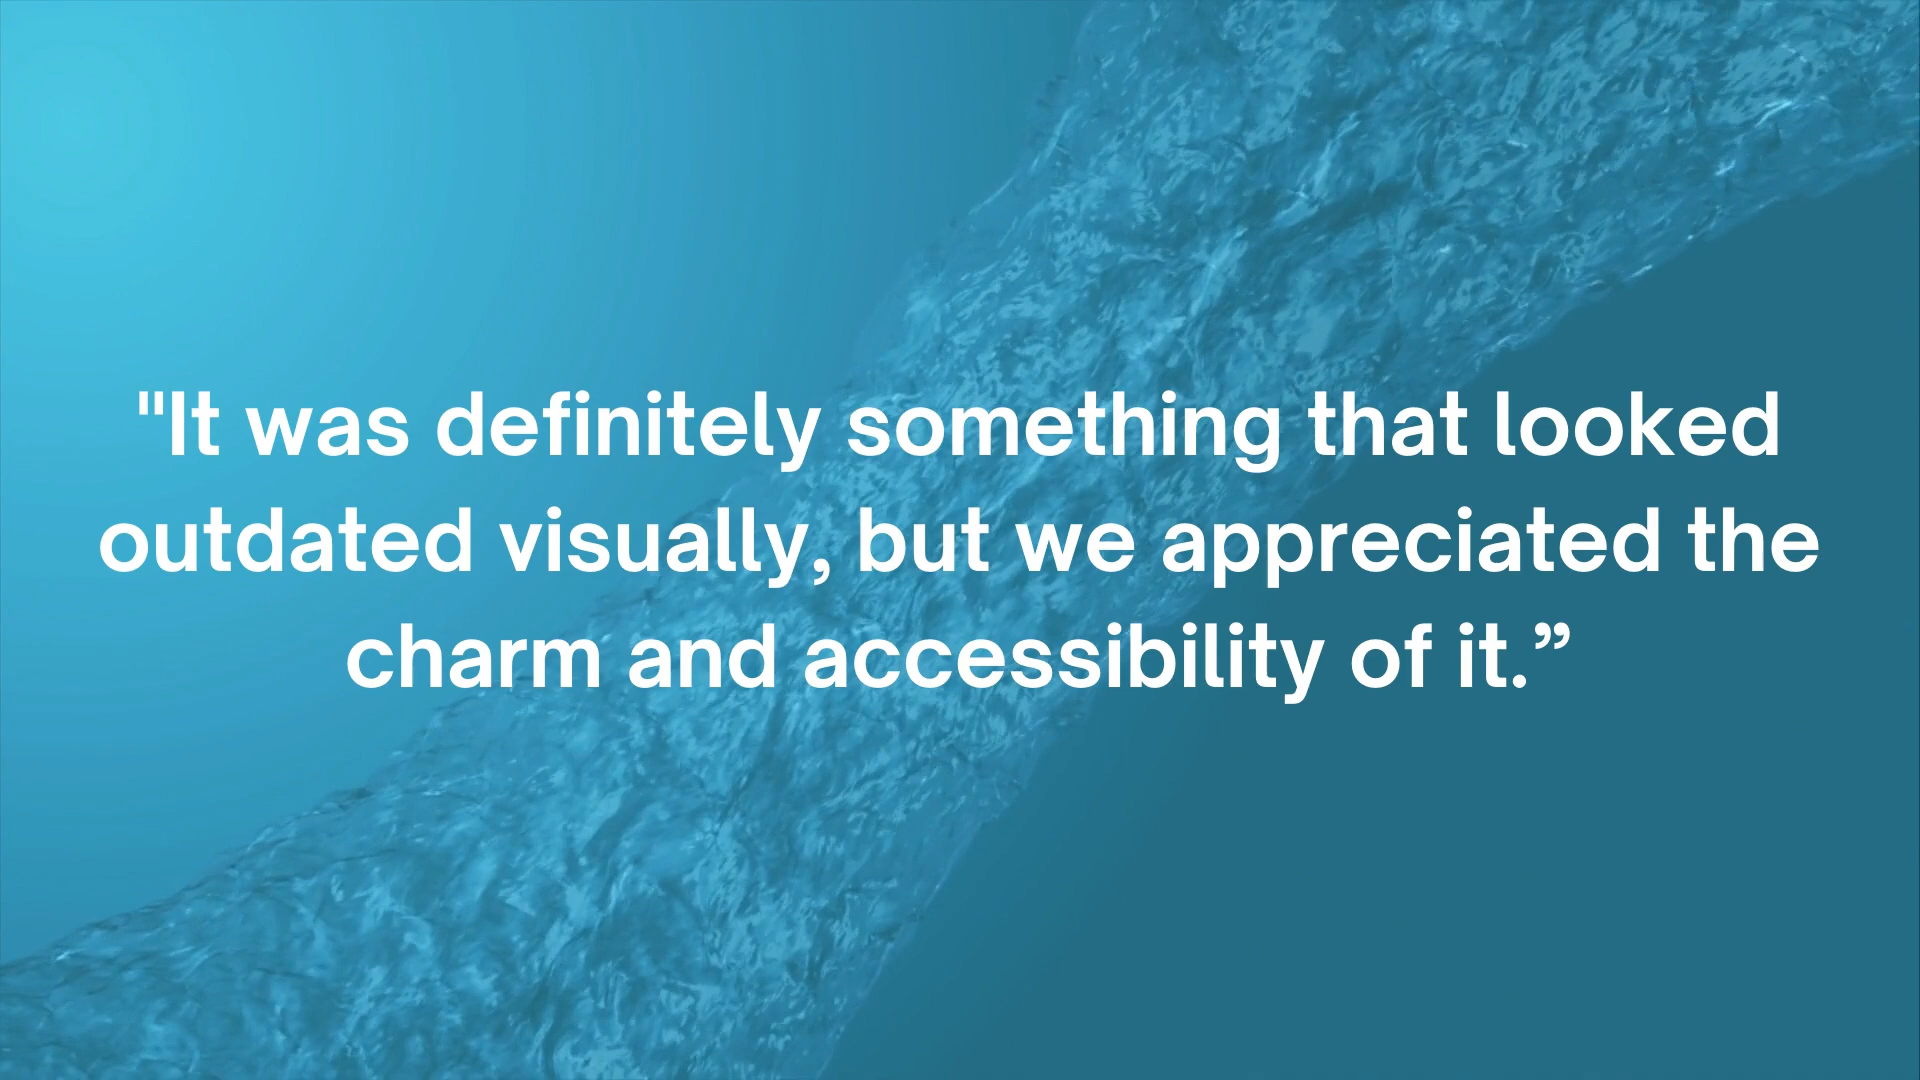 "It was definitely something that looked
outdated visually, but we appreciated the
charm and accessibility of it.”